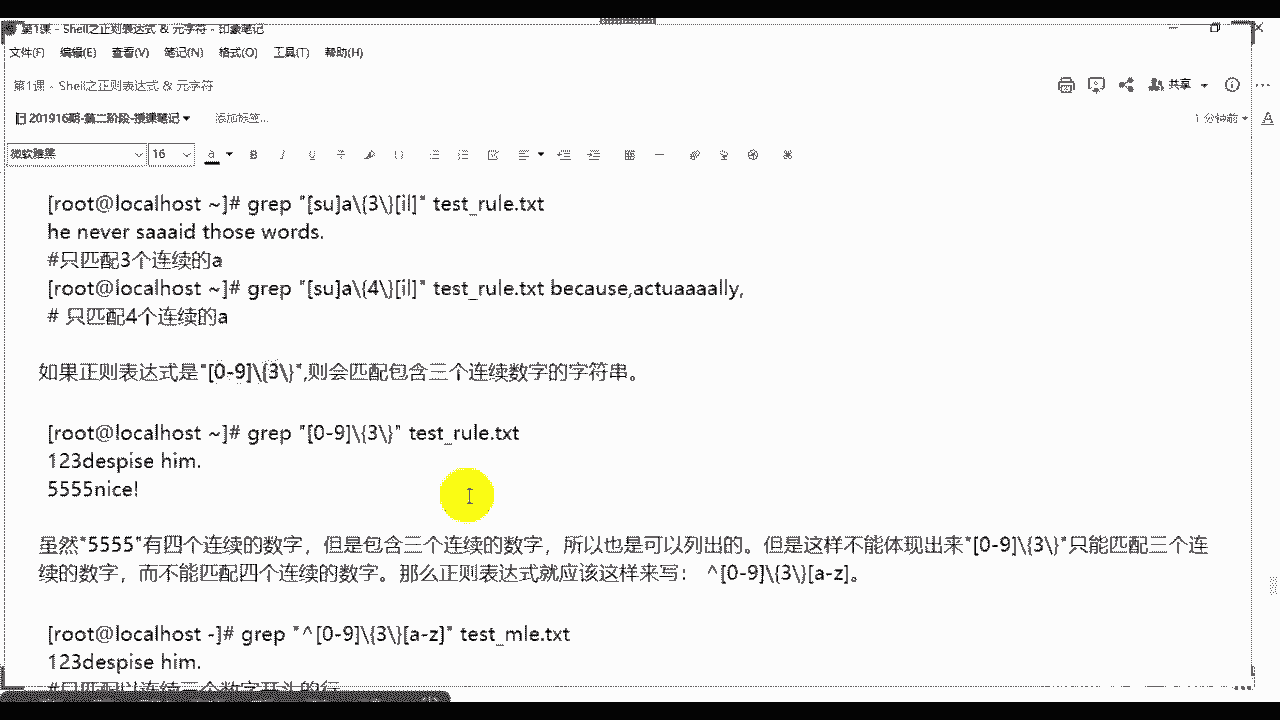 第1课 - Shell之正则表达式 & 元字符 - 印象笔记
文件(F) 编辑(E) 查看(V) 笔记(N) 格式(O) 工具(T) 帮助(H)
第1课 - Shell之正则表达式 & 元字符
共享
201916期-第二阶段-授课笔记 添加标签...
1 分钟前
微软雅黑 16
[root@localhost ~]# grep "[su]a\{3\}[il]" test_rule.txt
he never saaaid those words.
#只匹配3个连续的a
[root@localhost ~]# grep "[su]a\{4\}[il]" test_rule.txt because,actuaaaally,
# 只匹配4个连续的a
如果正则表达式是"[0-9]\{3\}",则会匹配包含三个连续数字的字符串。
[root@localhost ~]# grep "[0-9]\{3\}" test_rule.txt
123despise him.
5555nice!
虽然"5555"有四个连续的数字，但是包含三个连续的数字，所以也是可以列出的。但是这样不能体现出来"[0-9]\{3\}"只能匹配三个连
续的数字，而不能匹配四个连续的数字。那么正则表达式就应该这样来写： ^[0-9]\{3\}[a-z]。
[root@localhost -]# grep "^[0-9]\{3\}[a-z]" test_mle.txt
123despise him.
#只匹配以连续三个数字开头的行